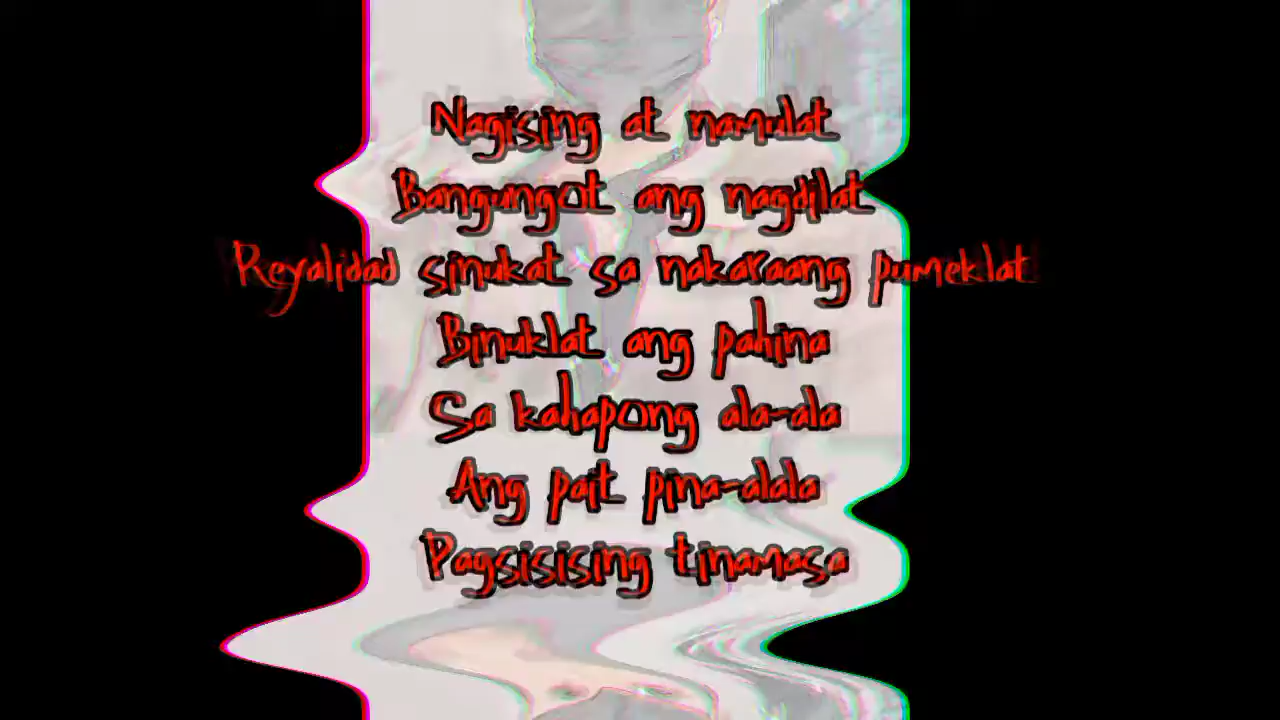 Nagising at namulat
Bangungot ang nagdilat
Reyalidad sinukat sa nakaraang pumeklat
Binuklat ang pahina
Sa kahapong ala-ala
Ang pait pina-alala
Pagsisising tinamasa